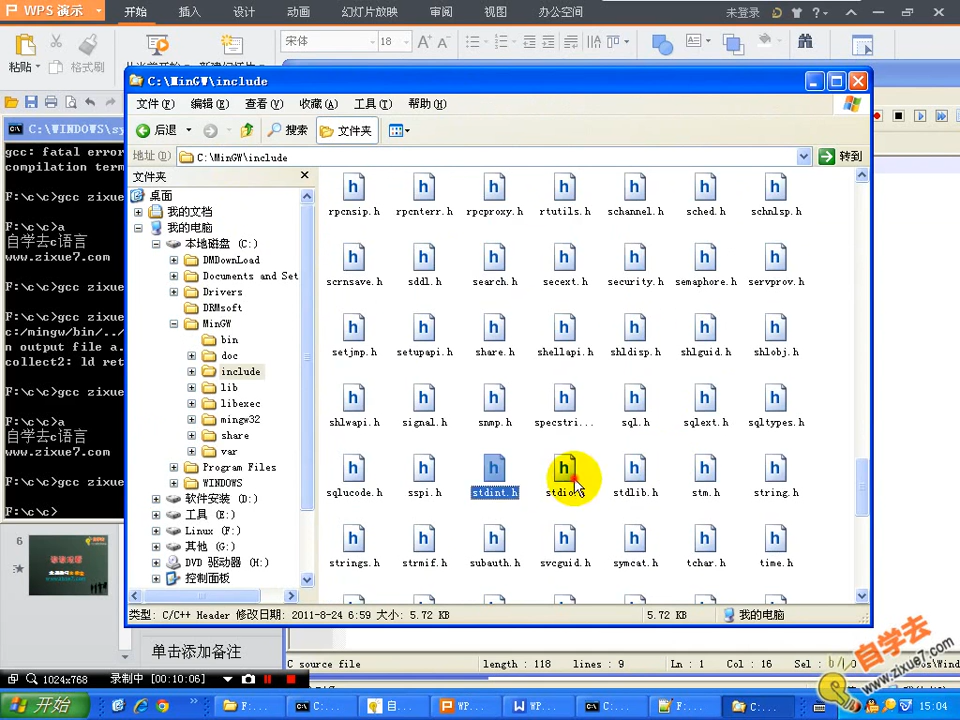 WPS 演示
开始
插入
设计
动画
幻灯片放映
审阅
视图
办公空间
未登录
粘贴
格式刷
宋体
18
C:\MinGW\include
文件(F)
编辑(E)
查看(V)
收藏(A)
工具(T)
帮助(H)
后退
搜索
文件夹
地址(D)
C:\MinGW\include
转到
文件夹
桌面
我的文档
我的电脑
本地磁盘 (C:)
DMDownLoad
Documents and Set
Drivers
DRMsoft
MinGW
bin
doc
include
lib
libexec
mingw32
share
var
Program Files
WINDOWS
软件安装 (D:)
工具 (E:)
Linux (F:)
其他 (G:)
DVD 驱动器 (H:)
控制面板
rpcnsip.h
rpcnterr.h
rpcproxy.h
rtutils.h
schannel.h
sched.h
schnlsp.h
scrnsave.h
sddl.h
search.h
secext.h
security.h
semaphore.h
servprov.h
setjmp.h
setupapi.h
share.h
shellapi.h
shldisp.h
shlguid.h
shlobj.h
shlwapi.h
signal.h
snmp.h
specstri...
sql.h
sqlext.h
sqltypes.h
sqlucode.h
sspi.h
stdint.h
stdio.h
stdlib.h
stm.h
string.h
strings.h
strmif.h
subauth.h
svcguid.h
symcat.h
tchar.h
time.h
类型: C/C++ Header 修改日期: 2011-8-24 6:59 大小: 5.72 KB
5.72 KB
我的电脑
C:\WINDOWS\sy
gcc: fatal error
compilation term
F:\c\c>gcc zixue
F:\c\c>a
自学去c语言
www.zixue7.com
F:\c\c>gcc zixue
F:\c\c>gcc zixue
c:/mingw/bin/../
n output file a.
collect2: ld ret
F:\c\c>gcc zixue
F:\c\c>a
自学去c语言
www.zixue7.com
F:\c\c>gcc zixue
F:\c\c>
6
单击添加备注
C source file
length : 118
lines : 9
Ln : 1
Col : 16
Sel :
自学去
www.zixue7.com
1024x768
录制中 [00:10:06]
开始
F:...
C:...
自...
WP...
WP...
C:...
F:...
C:...
15:04